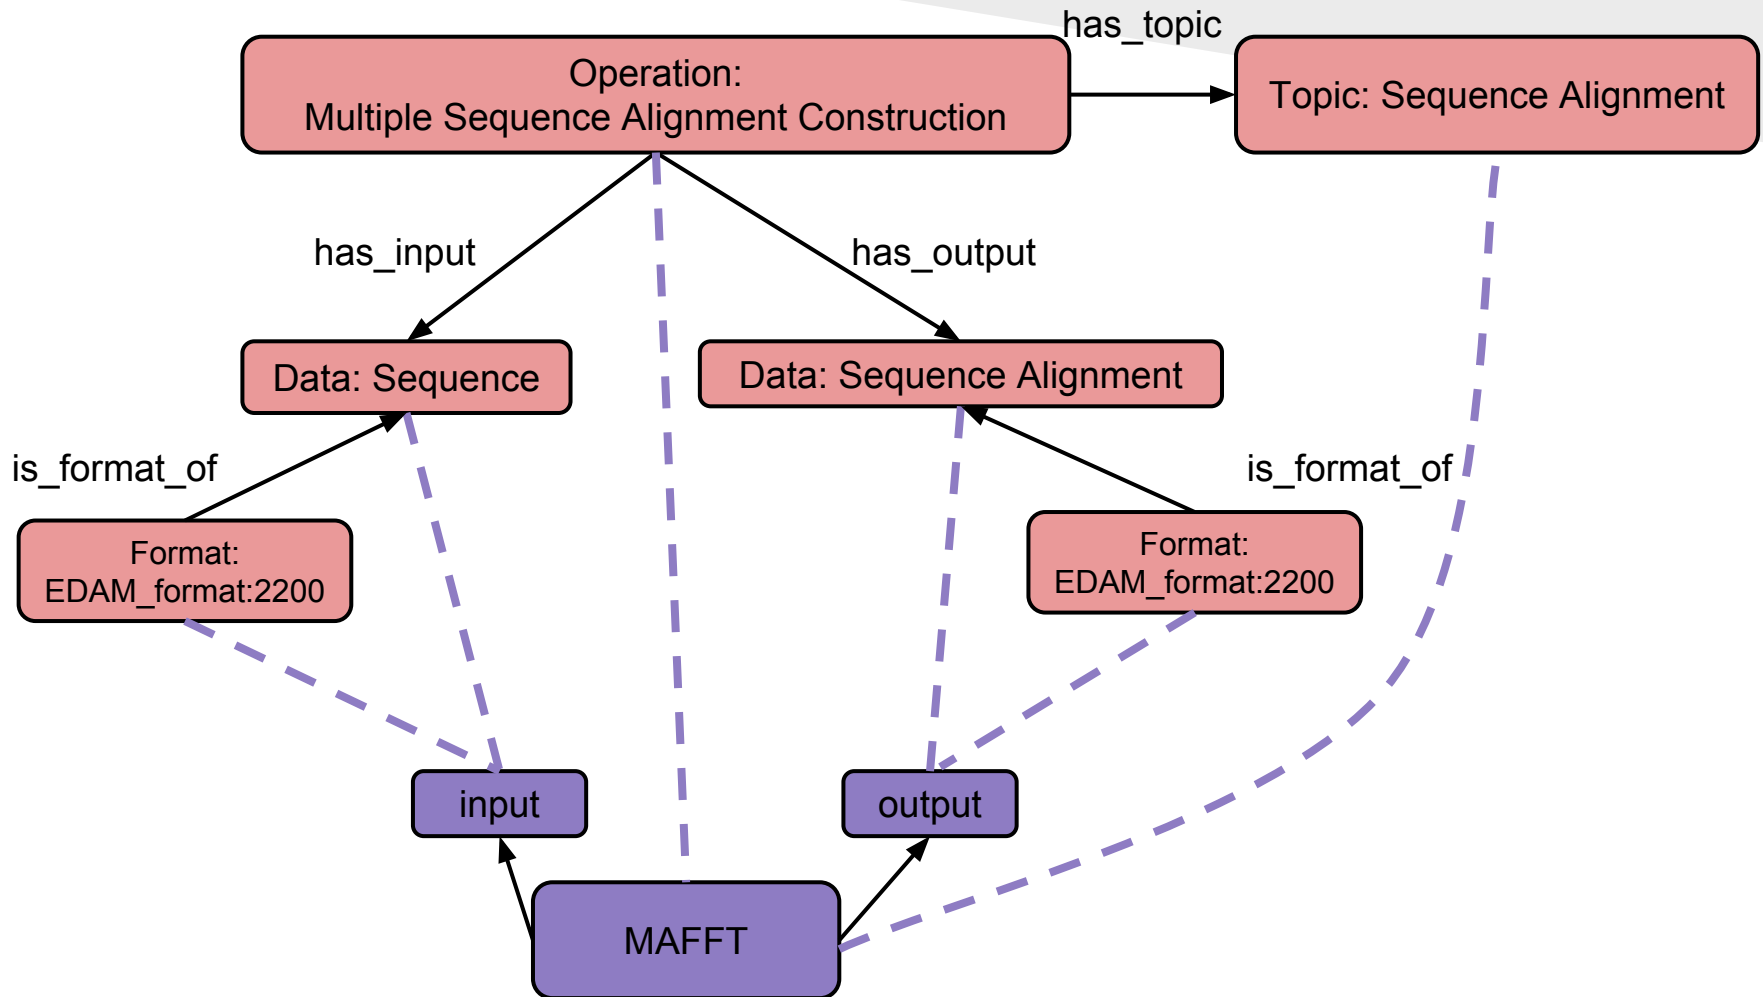 has_topic
Operation:
Multiple Sequence Alignment Construction
Topic: Sequence Alignment
has_input
has_output
Data: Sequence
Data: Sequence Alignment
is_format_of
is_format_of
Format:
EDAM_format:2200
Format:
EDAM_format:2200
input
output
MAFFT